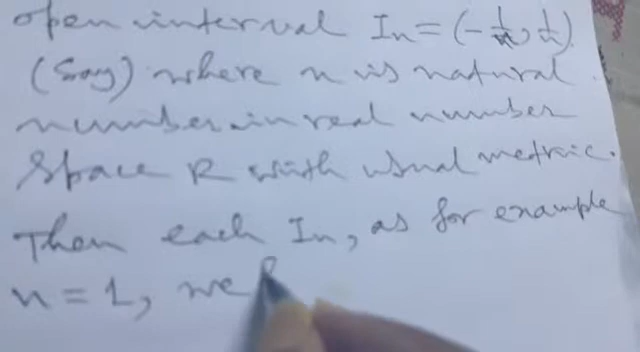 open interval In = (-1/n, 1/n)
(Say) where n is natural
number in real number
space R with usual metric.
Then each In, as for example
n = 1, we